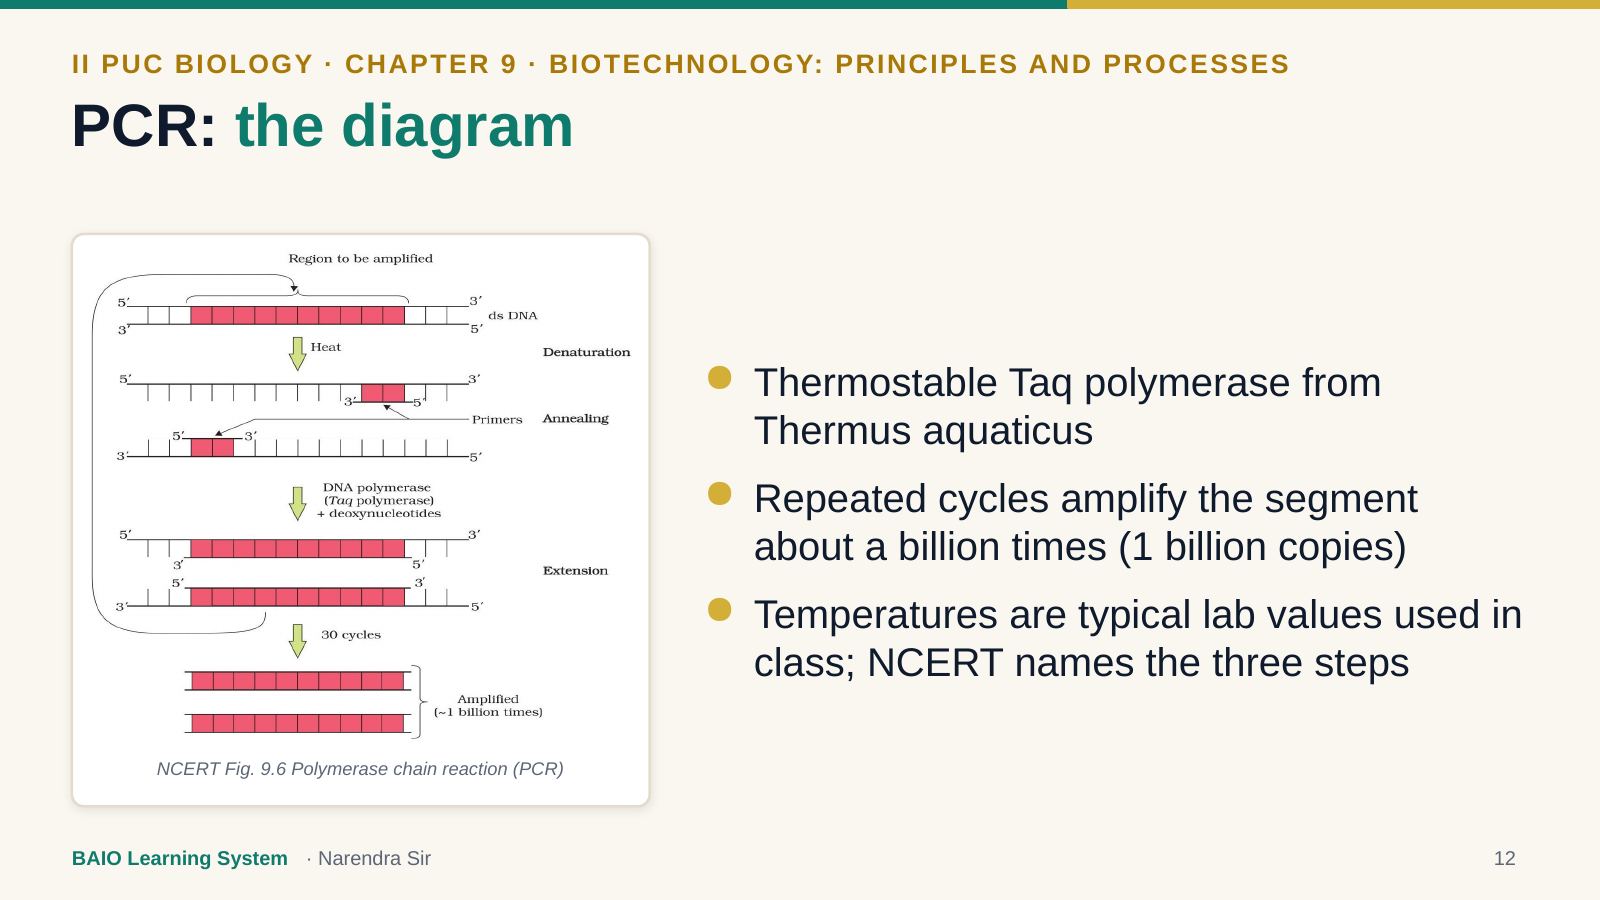 II PUC BIOLOGY · CHAPTER 9 · BIOTECHNOLOGY: PRINCIPLES AND PROCESSES
PCR: the diagram
Region to be amplified
5′
3′
ds DNA
3′
5′
Heat
Denaturation
5′
3′
3′
5′
Primers
Annealing
5′
3′
3′
5′
DNA polymerase
(Taq polymerase)
+ deoxynucleotides
5′
3′
3′
5′
Extension
5′
3′
3′
5′
30 cycles
Amplified
(~1 billion times)
NCERT Fig. 9.6 Polymerase chain reaction (PCR)
Thermostable Taq polymerase from
Thermus aquaticus
Repeated cycles amplify the segment
about a billion times (1 billion copies)
Temperatures are typical lab values used in
class; NCERT names the three steps
BAIO Learning System · Narendra Sir
12